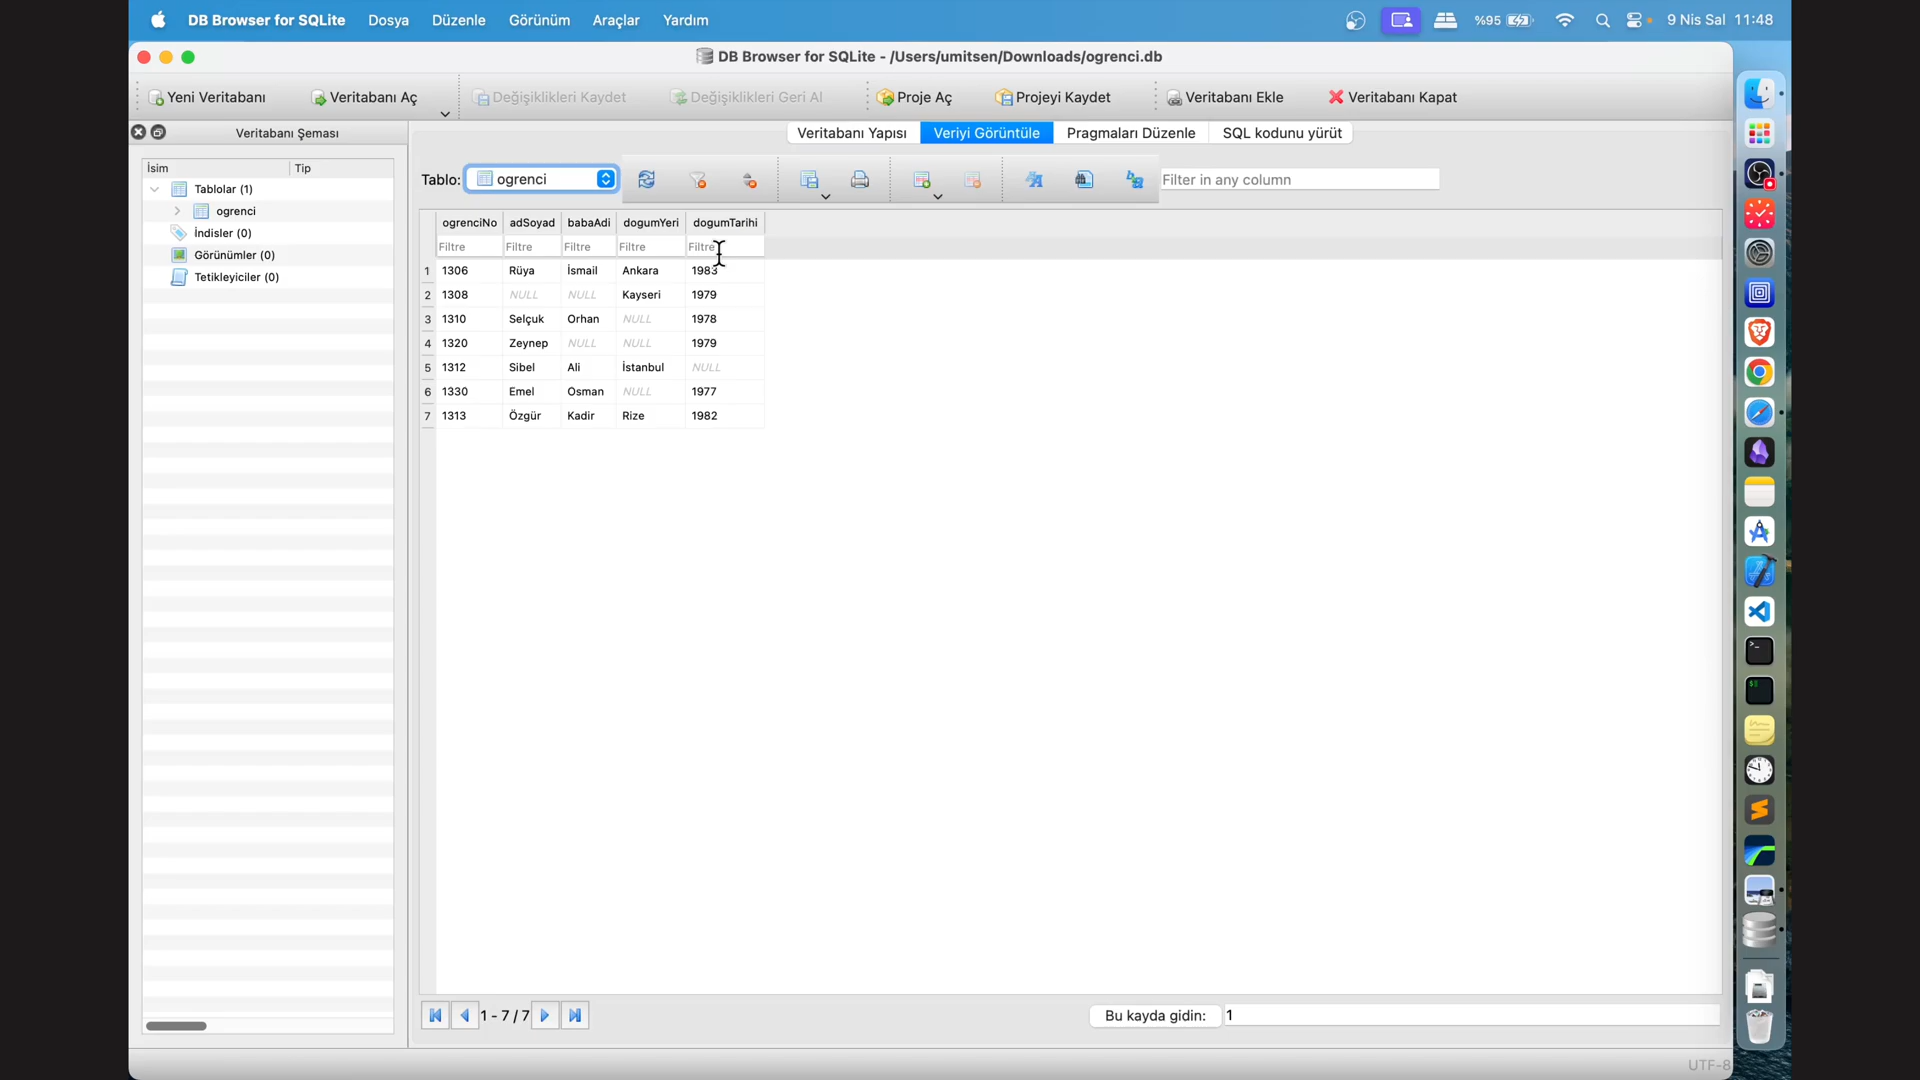 DB Browser for SQLite Dosya Düzenle Görünüm Araçlar Yardım %95 9 Nis Sal 11:48
DB Browser for SQLite - /Users/umitsen/Downloads/ogrenci.db
Yeni Veritabanı Veritabanı Aç Değişiklikleri Kaydet Değişiklikleri Geri Al Proje Aç Projeyi Kaydet Veritabanı Ekle Veritabanı Kapat
Veritabanı Şeması
Veritabanı Yapısı Veriyi Görüntüle Pragmaları Düzenle SQL kodunu yürüt
İsim Tip
Tablolar (1)
ogrenci
İndisler (0)
Görünümler (0)
Tetikleyiciler (0)
Tablo: ogrenci Filter in any column
ogrenciNo adSoyad babaAdi dogumYeri dogumTarihi
Filtre Filtre Filtre Filtre Filtre
1 1306 Rüya İsmail Ankara 1983
2 1308 NULL NULL Kayseri 1979
3 1310 Selçuk Orhan NULL 1978
4 1320 Zeynep NULL NULL 1979
5 1312 Sibel Ali İstanbul NULL
6 1330 Emel Osman NULL 1977
7 1313 Özgür Kadir Rize 1982
1 - 7 / 7 Bu kayda gidin: 1
UTF-8